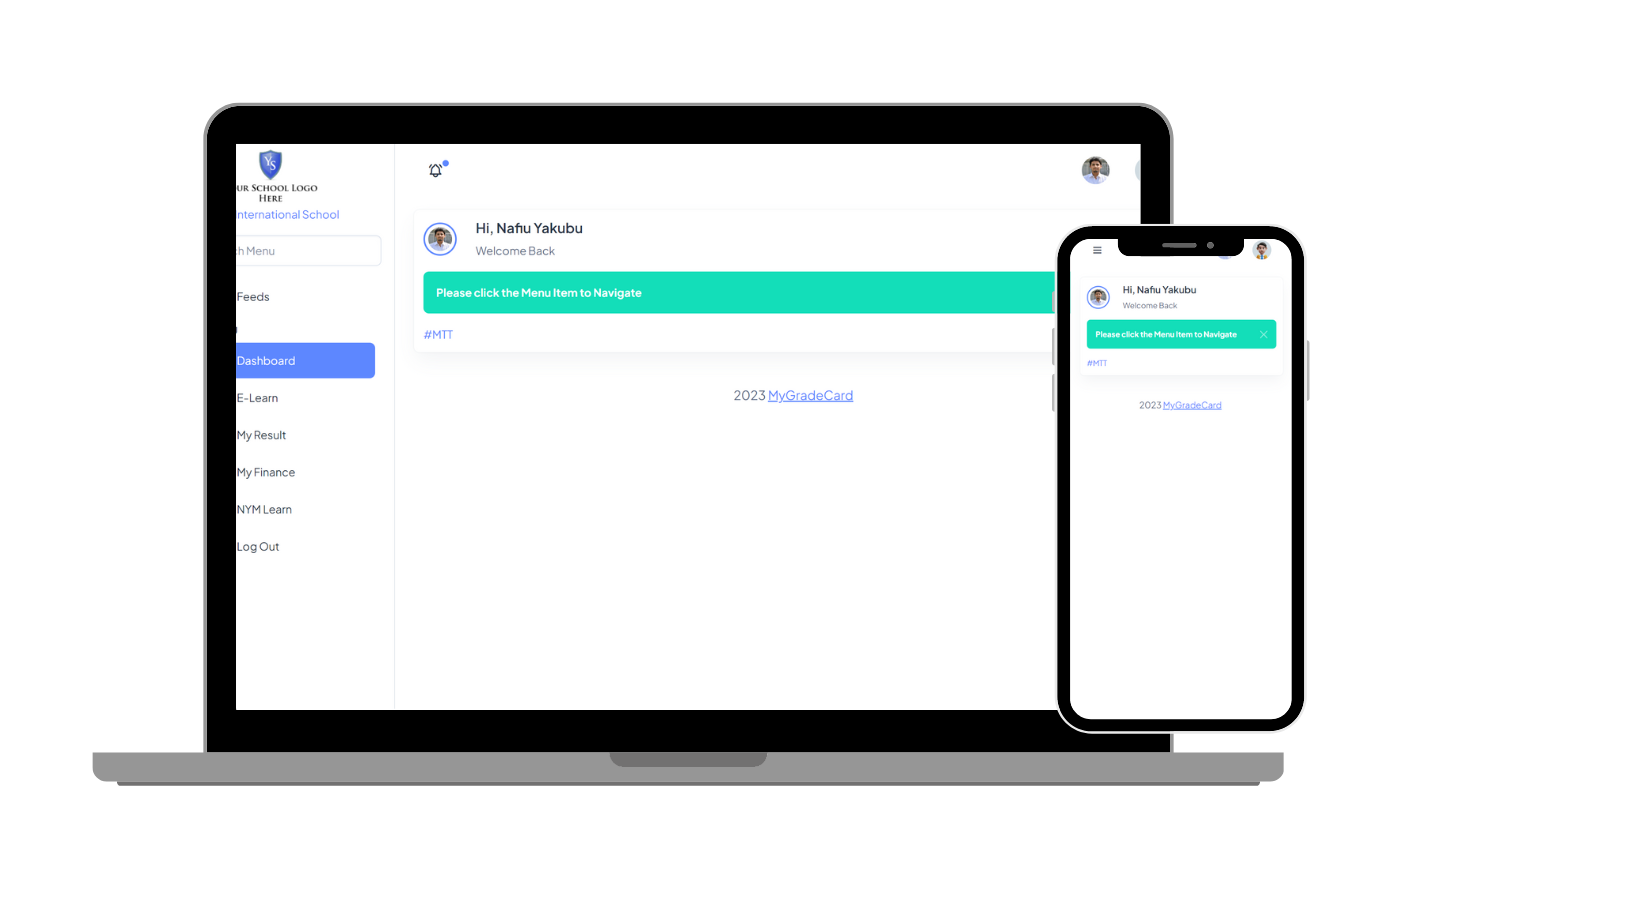 YS
UR SCHOOL LOGO
HERE
nternational School
ch Menu
Feeds
Dashboard
E-Learn
My Result
My Finance
NYM Learn
Log Out
Hi, Nafiu Yakubu
Welcome Back
Please click the Menu Item to Navigate
#MTT
2023 MyGradeCard
Hi, Nafiu Yakubu
Welcome Back
Please click the Menu Item to Navigate
#MTT
2023 MyGradeCard